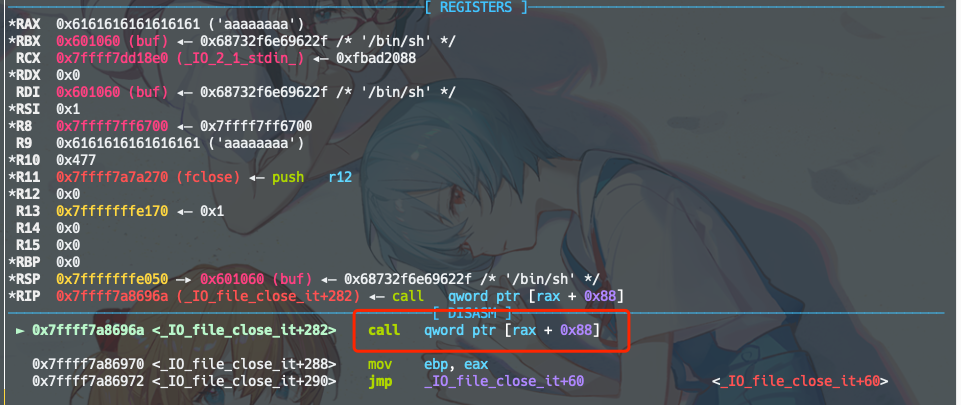 [ REGISTERS ]
*RAX 0x6161616161616161 ('aaaaaaaa')
*RBX 0x601060 (buf) ◂— 0x68732f6e69622f /* '/bin/sh' */
RCX 0x7ffff7dd18e0 (_IO_2_1_stdin_) ◂— 0xfbad2088
*RDX 0x0
RDI 0x601060 (buf) ◂— 0x68732f6e69622f /* '/bin/sh' */
*RSI 0x1
*R8 0x7ffff7ff6700 ◂— 0x7ffff7ff6700
R9 0x6161616161616161 ('aaaaaaaa')
*R10 0x477
*R11 0x7ffff7a7a270 (fclose) ◂— push r12
*R12 0x0
R13 0x7fffffffe170 ◂— 0x1
R14 0x0
R15 0x0
*RBP 0x0
*RSP 0x7fffffffe050 —▸ 0x601060 (buf) ◂— 0x68732f6e69622f /* '/bin/sh' */
*RIP 0x7ffff7a8696a (_IO_file_close_it+282) ◂— call qword ptr [rax + 0x88]
[ DISASM ]
► 0x7ffff7a8696a <_IO_file_close_it+282> call qword ptr [rax + 0x88]
0x7ffff7a86970 <_IO_file_close_it+288> mov ebp, eax
0x7ffff7a86972 <_IO_file_close_it+290> jmp _IO_file_close_it+60 <_IO_file_close_it+60>